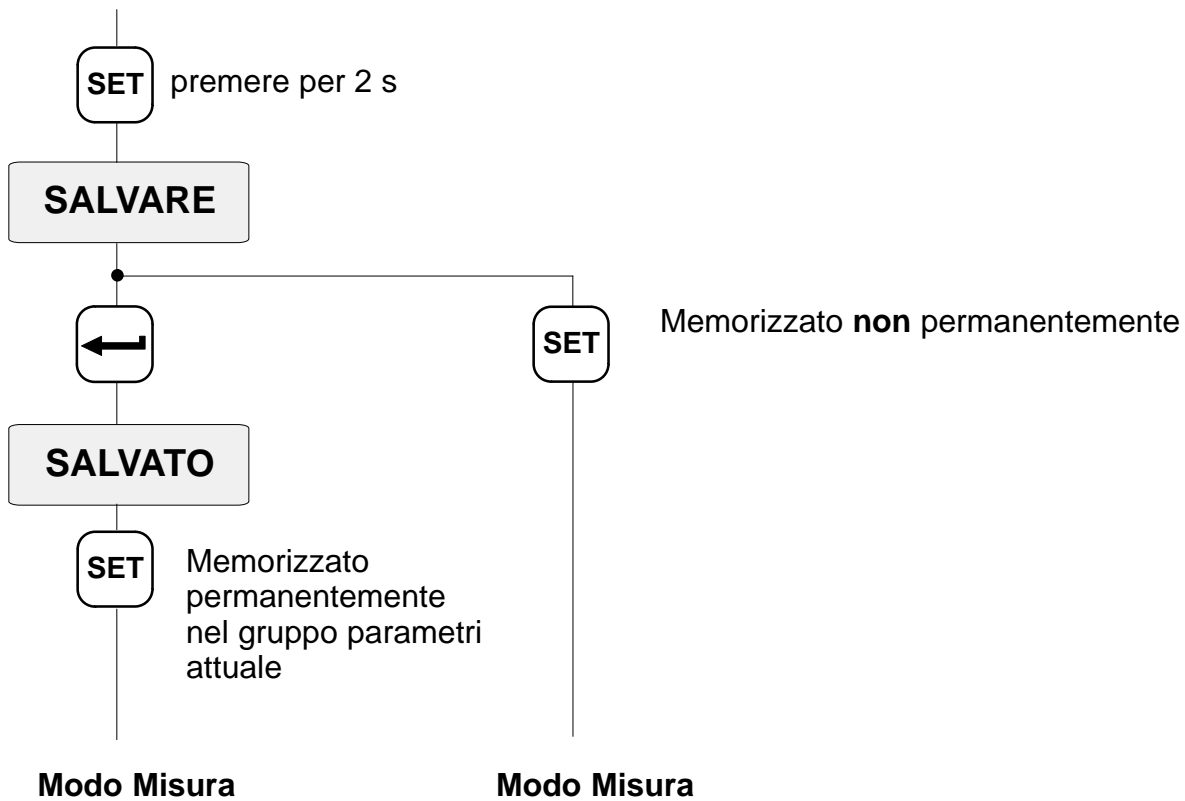 SET premere per 2 s
SALVARE
SET Memorizzato non permanentemente
SALVATO
SET
Memorizzato
permanentemente
nel gruppo parametri
attuale
Modo Misura
Modo Misura